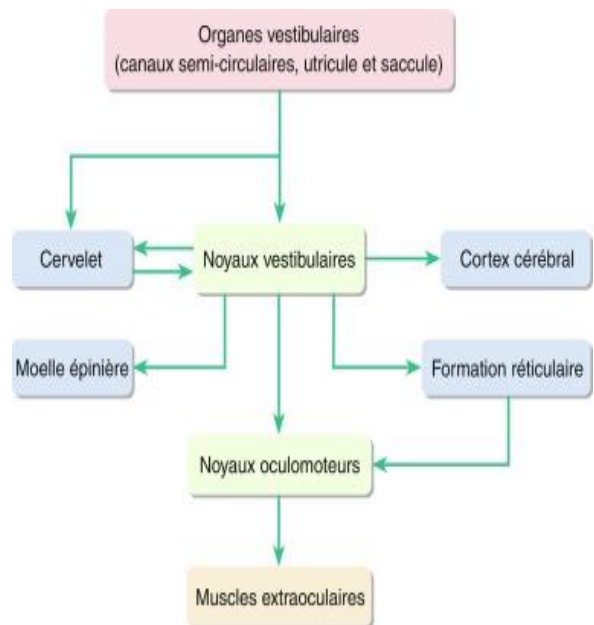 Organes vestibulaires
(canaux semi-circulaires, utricule et saccule)
Cervelet
Noyaux vestibulaires
Cortex cérébral
Moelle épinière
Formation réticulaire
Noyaux oculomoteurs
Muscles extraoculaires